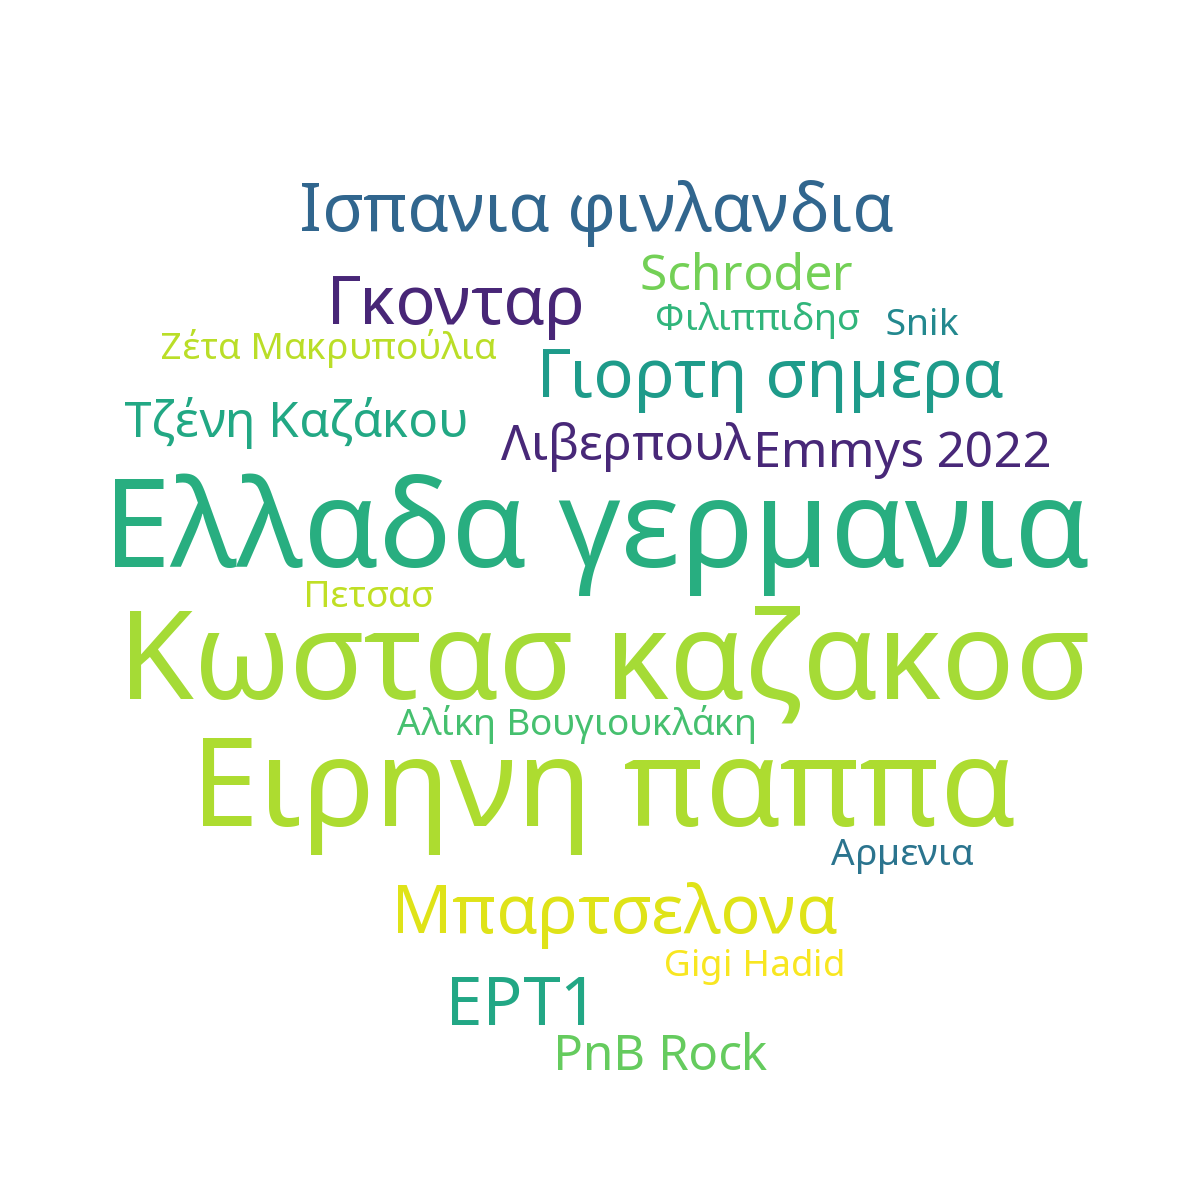 Ισπανια φινλανδια
Schroder
Γκονταρ
Φιλιππιδησ
Snik
Ζέτα Μακρυπούλια
Γιορτη σημερα
Τζένη Καζάκου
Λιβερπουλ
Emmys 2022
Ελλαδα γερμανια
Πετσασ
Κωστασ καζακοσ
Αλίκη Βουγιουκλάκη
Ειρηνη παππα
Αρμενια
Μπαρτσελονα
Gigi Hadid
ΕΡΤ1
PnB Rock